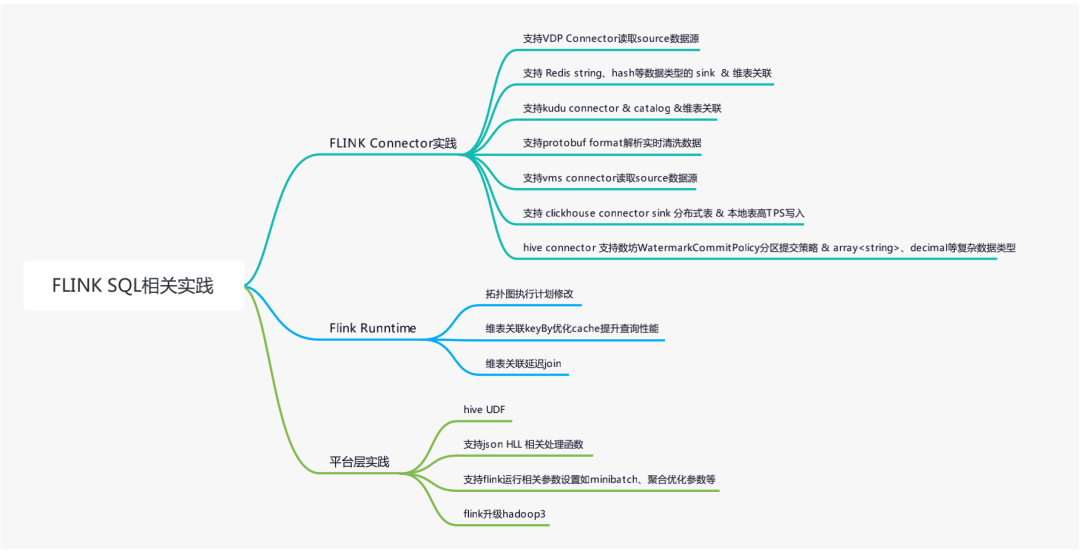 FLINK SQL相关实践
FLINK Connector实践
支持VDP Connector读取source数据源
支持 Redis string、hash等数据类型的 sink & 维表关联
支持kudu connector & catalog &维表关联
支持protobuf format解析实时清洗数据
支持vms connector读取source数据源
支持 clickhouse connector sink 分布式表 & 本地表高TPS写入
hive connector 支持数坊WatermarkCommitPolicy分区提交策略 & array<string>、decimal等复杂数据类型
Flink Runntime
拓扑图执行计划修改
维表关联keyBy优化cache提升查询性能
维表关联延迟join
平台层实践
hive UDF
支持json HLL 相关处理函数
支持flink运行相关参数设置如minibatch、聚合优化参数等
flink升级hadoop3